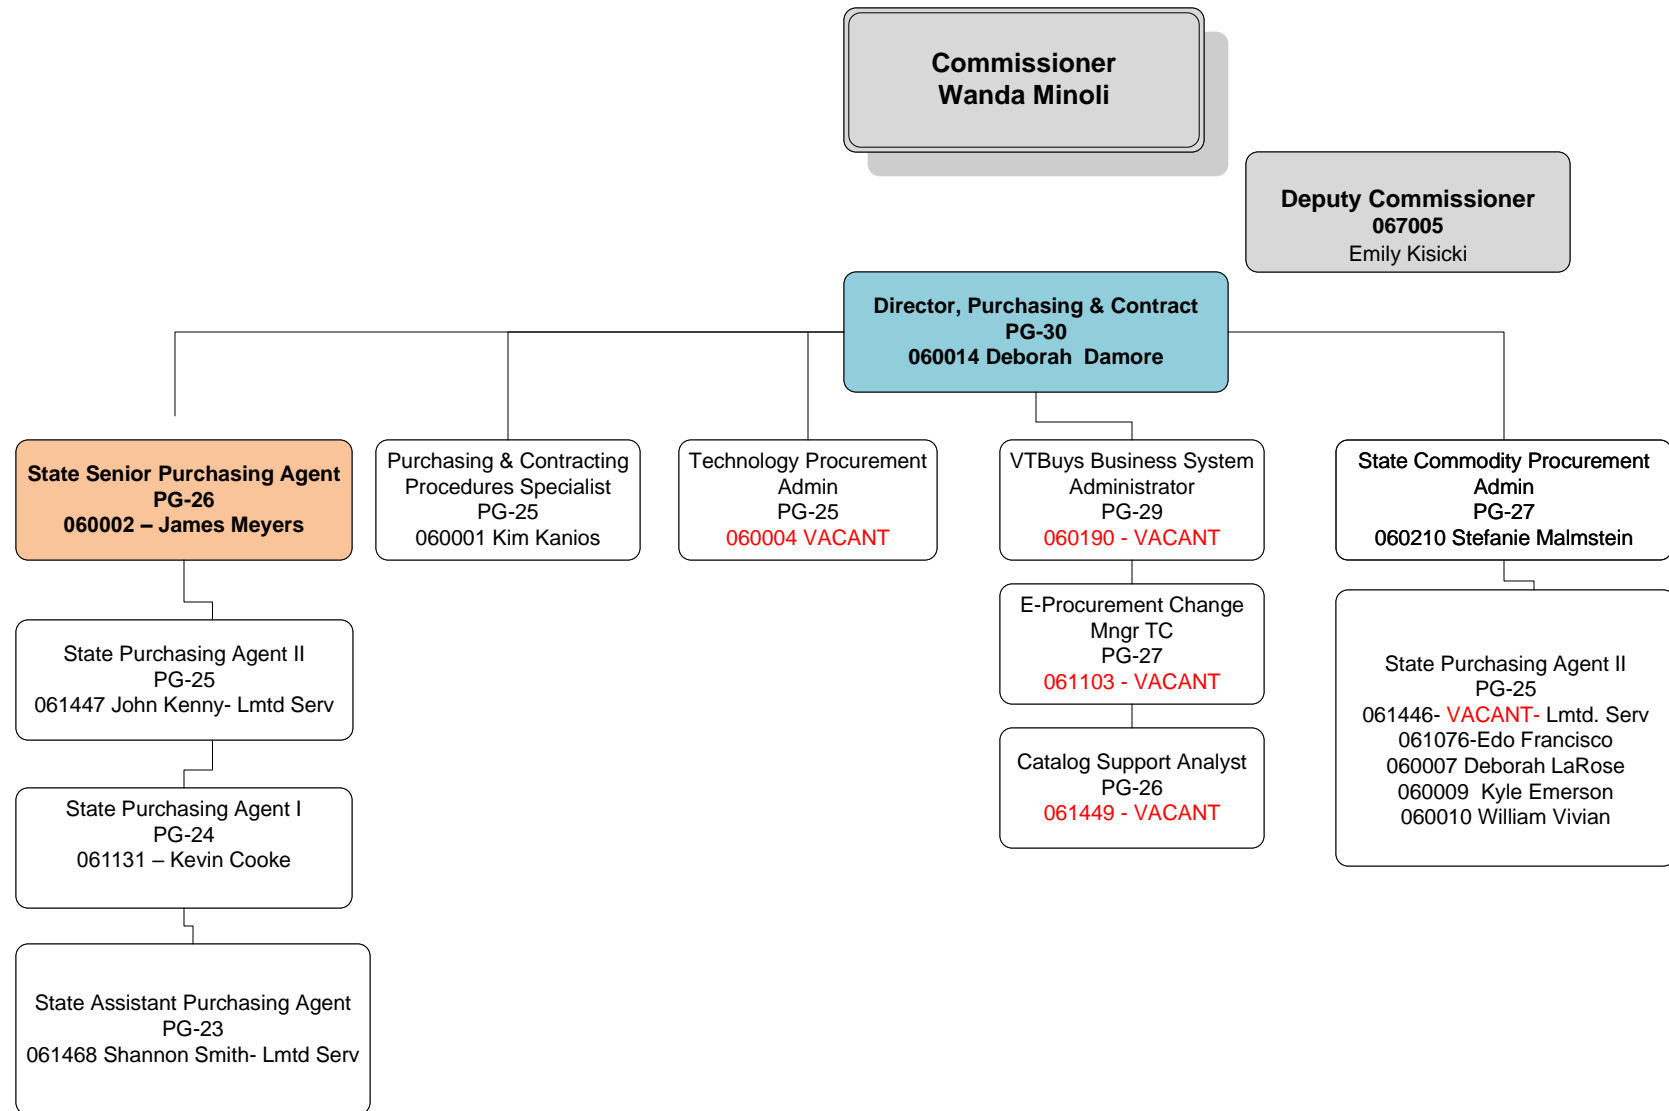 Commissioner
Wanda Minoli
Deputy Commissioner
067005
Emily Kisicki
Director, Purchasing & Contract
PG-30
060014 Deborah  Damore
State Senior Purchasing Agent
PG-26
060002 – James Meyers
Purchasing & Contracting
Procedures Specialist
PG-25
060001 Kim Kanios
Technology Procurement
Admin
PG-25
060004 VACANT
VTBuys Business System
Administrator
PG-29
060190 - VACANT
State Commodity Procurement
Admin
PG-27
060210 Stefanie Malmstein
State Purchasing Agent II
PG-25
061447 John Kenny- Lmtd Serv
E-Procurement Change
Mngr TC
PG-27
061103 - VACANT
State Purchasing Agent II
PG-25
061446- VACANT- Lmtd. Serv
061076-Edo Francisco
060007 Deborah LaRose
060009  Kyle Emerson
060010 William Vivian
Catalog Support Analyst
PG-26
061449 - VACANT
State Purchasing Agent I
PG-24
061131 – Kevin Cooke
State Assistant Purchasing Agent
PG-23
061468 Shannon Smith- Lmtd Serv